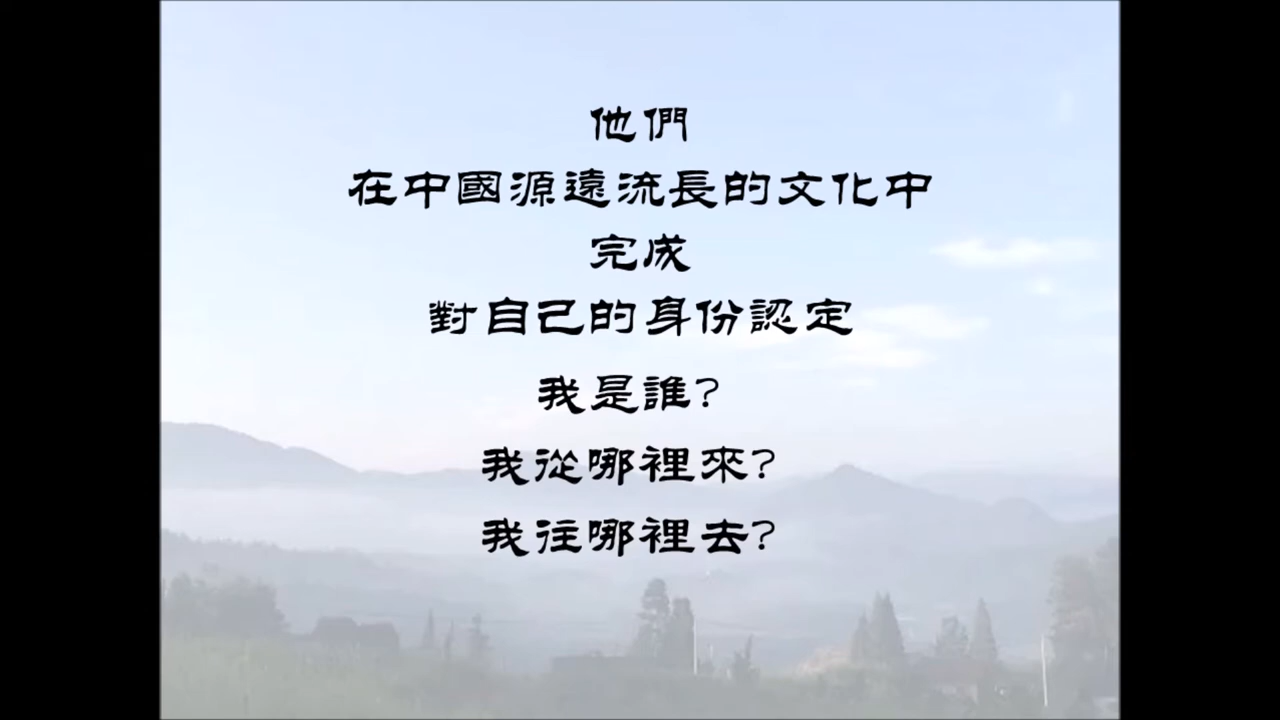 他們
在中國源遠流長的文化中
完成
對自己的身份認定
我是誰?
我從哪裡來?
我往哪裡去?